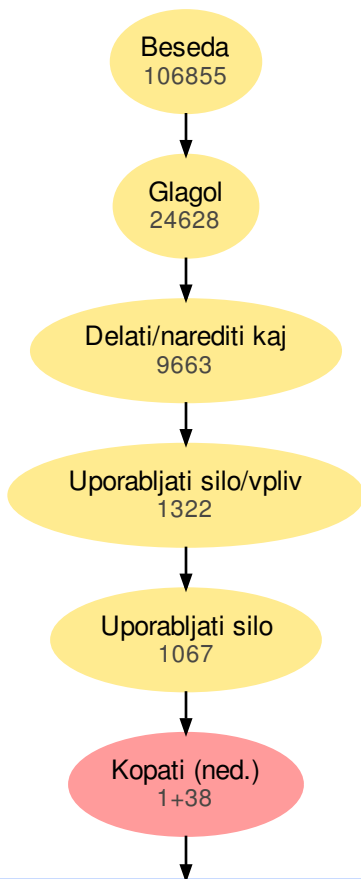 Beseda
106855
Glagol
24628
Delati/narediti kaj
9663
Uporabljati silo/vpliv
1322
Uporabljati silo
1067
Kopati (ned.)
1+38